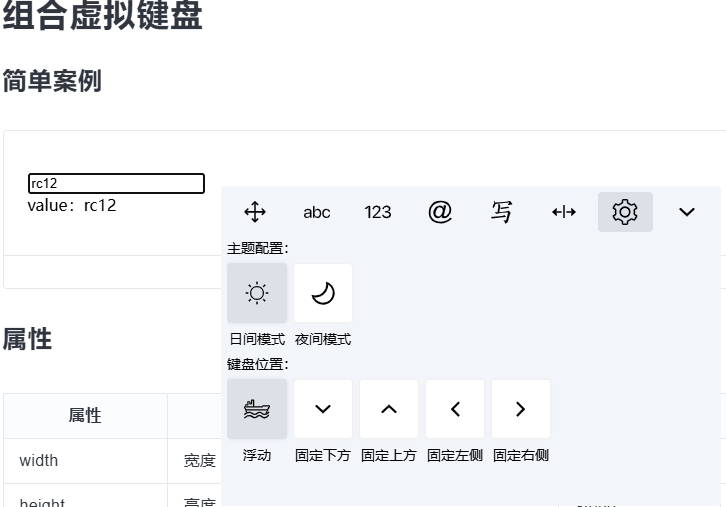 组合虚拟键盘
简单案例
rc12
value：rc12
abc 123 @ 写
主题配置：
日间模式 夜间模式
键盘位置：
浮动 固定下方 固定上方 固定左侧 固定右侧
属性
属性
width 宽度
height 高度